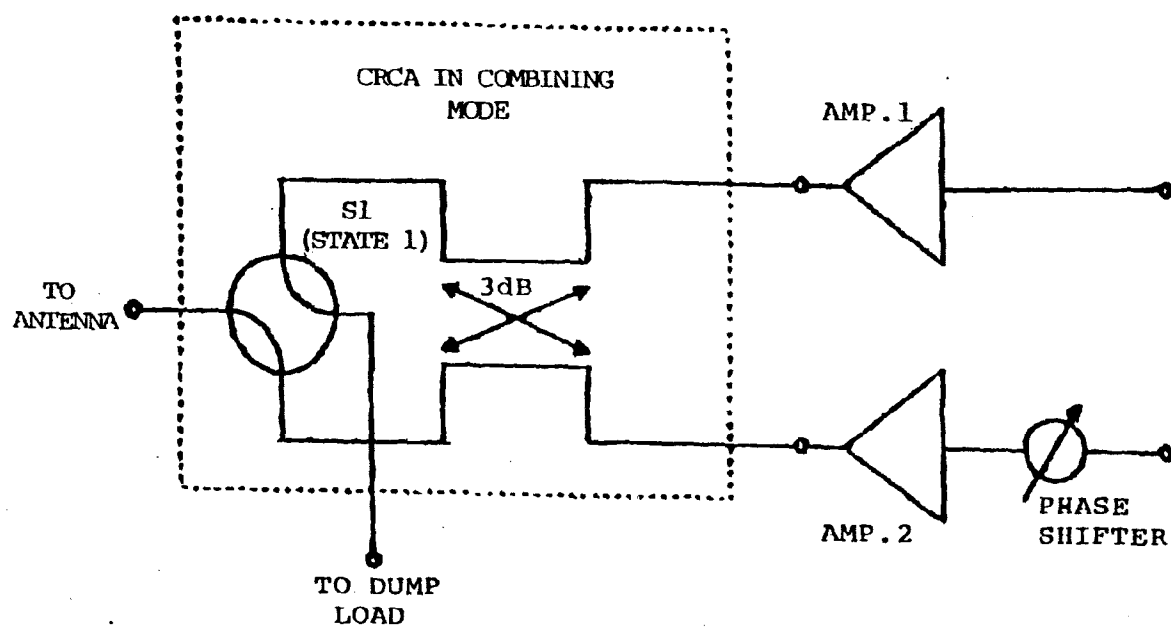 CRCA IN COMBINING
MODE
AMP.1
S1
(STATE 1)
TO
ANTENNA
3dB
AMP.2
PHASE
SHIFTER
TO DUMP
LOAD